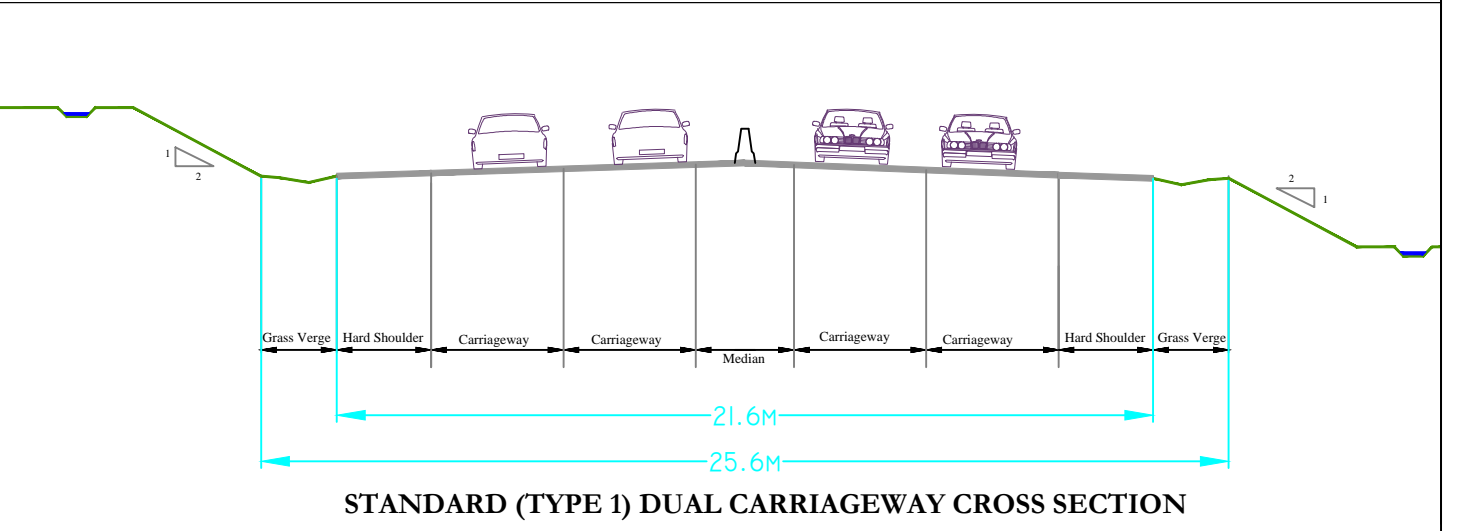 1
2
2
1
Grass Verge
Hard Shoulder
Carriageway
Carriageway
Median
Carriageway
Carriageway
Hard Shoulder
Grass Verge
21.6M
25.6M
STANDARD (TYPE 1) DUAL CARRIAGEWAY CROSS SECTION